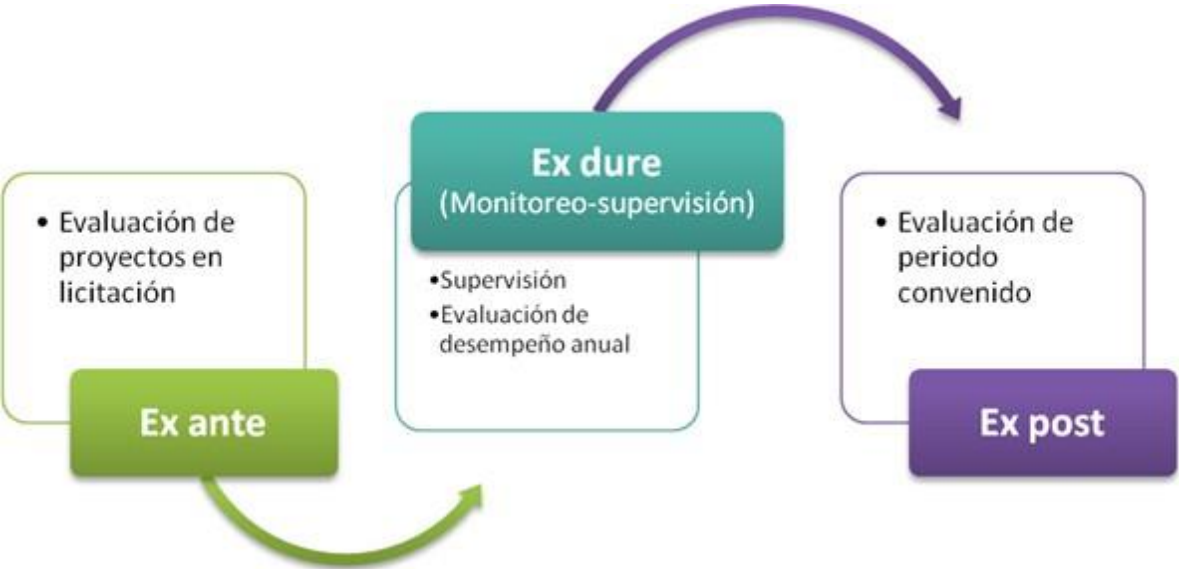 • Evaluación de
proyectos en
licitación
Ex ante
Ex dure
(Monitoreo-supervisión)
•Supervisión
•Evaluación de
desempeño anual
• Evaluación de
periodo
convenido
Ex post